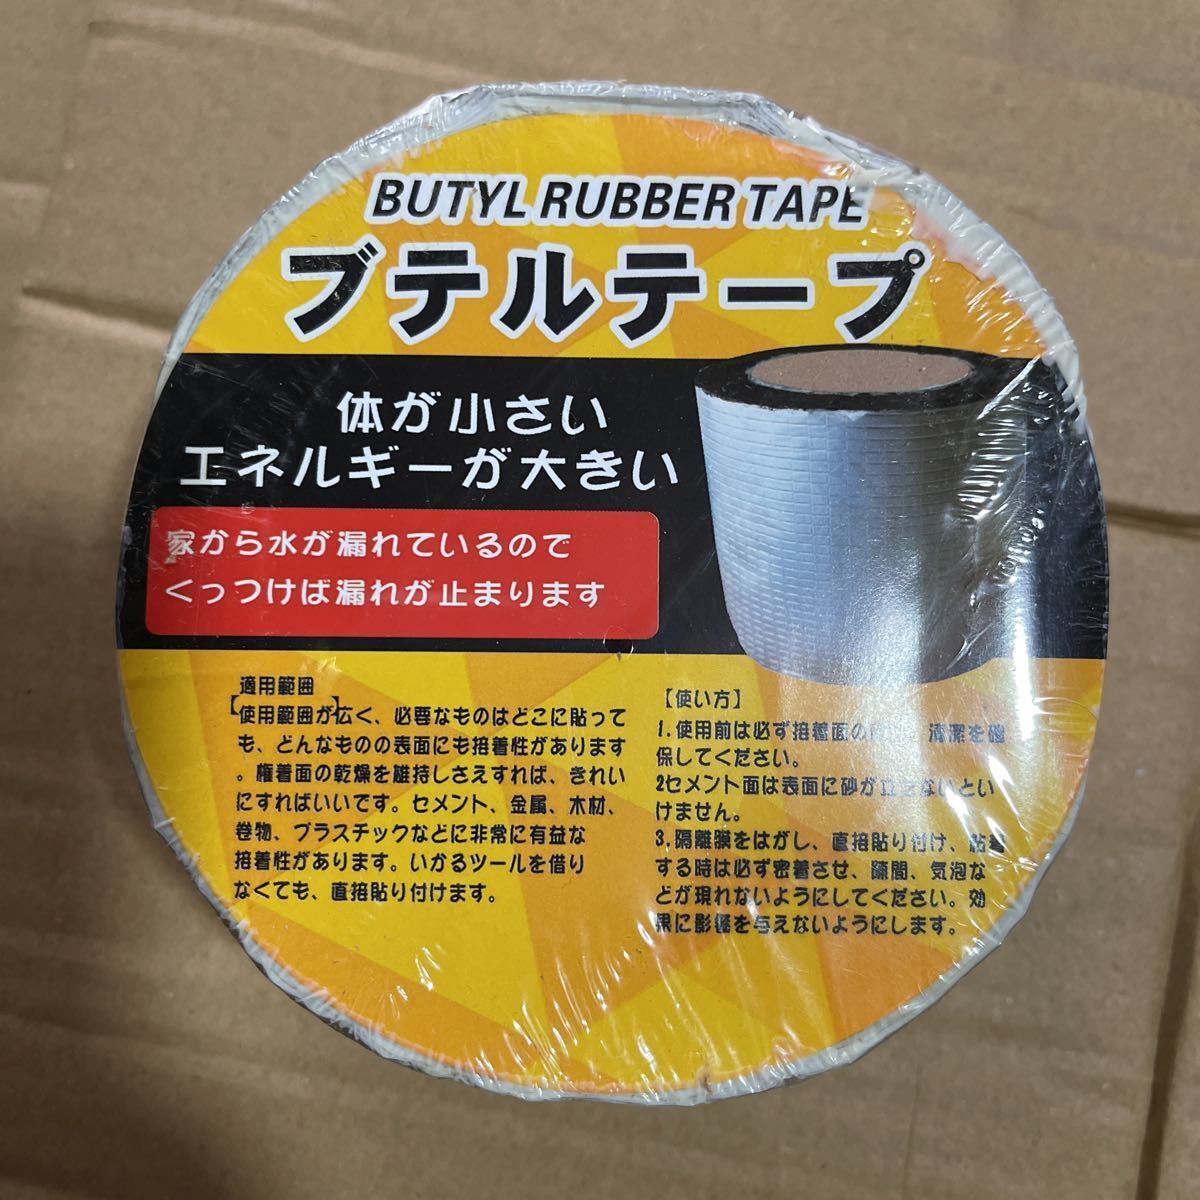 BUTYL RUBBER TAPE
ブテルテープ
体が小さい
エネルギーが大きい
家から水が漏れているので
くっつけば漏れが止まります
適用範囲
【使用範囲が広く、必要なものはどこに貼って
も、どんなものの表面にも接着性があります
。権着面の乾燥を維持しさえすれば、きれい
にすればいいです。セメント、金属、木材、
巻物、プラスチックなどに非常に有益な
接着性があります。いかるツールを借り
なくても、直接貼り付けます。
【使い方】
1.使用前は必ず接着面の 清潔を確
保してください。
2セメント面は表面に砂が立 ないとい
けません。
3.隔離膜をはがし、直接貼り付け、粘着
する時は必ず密着させ、隙間、気泡な
どが現れないようにしてください。効
果に影響を与えないようにします。